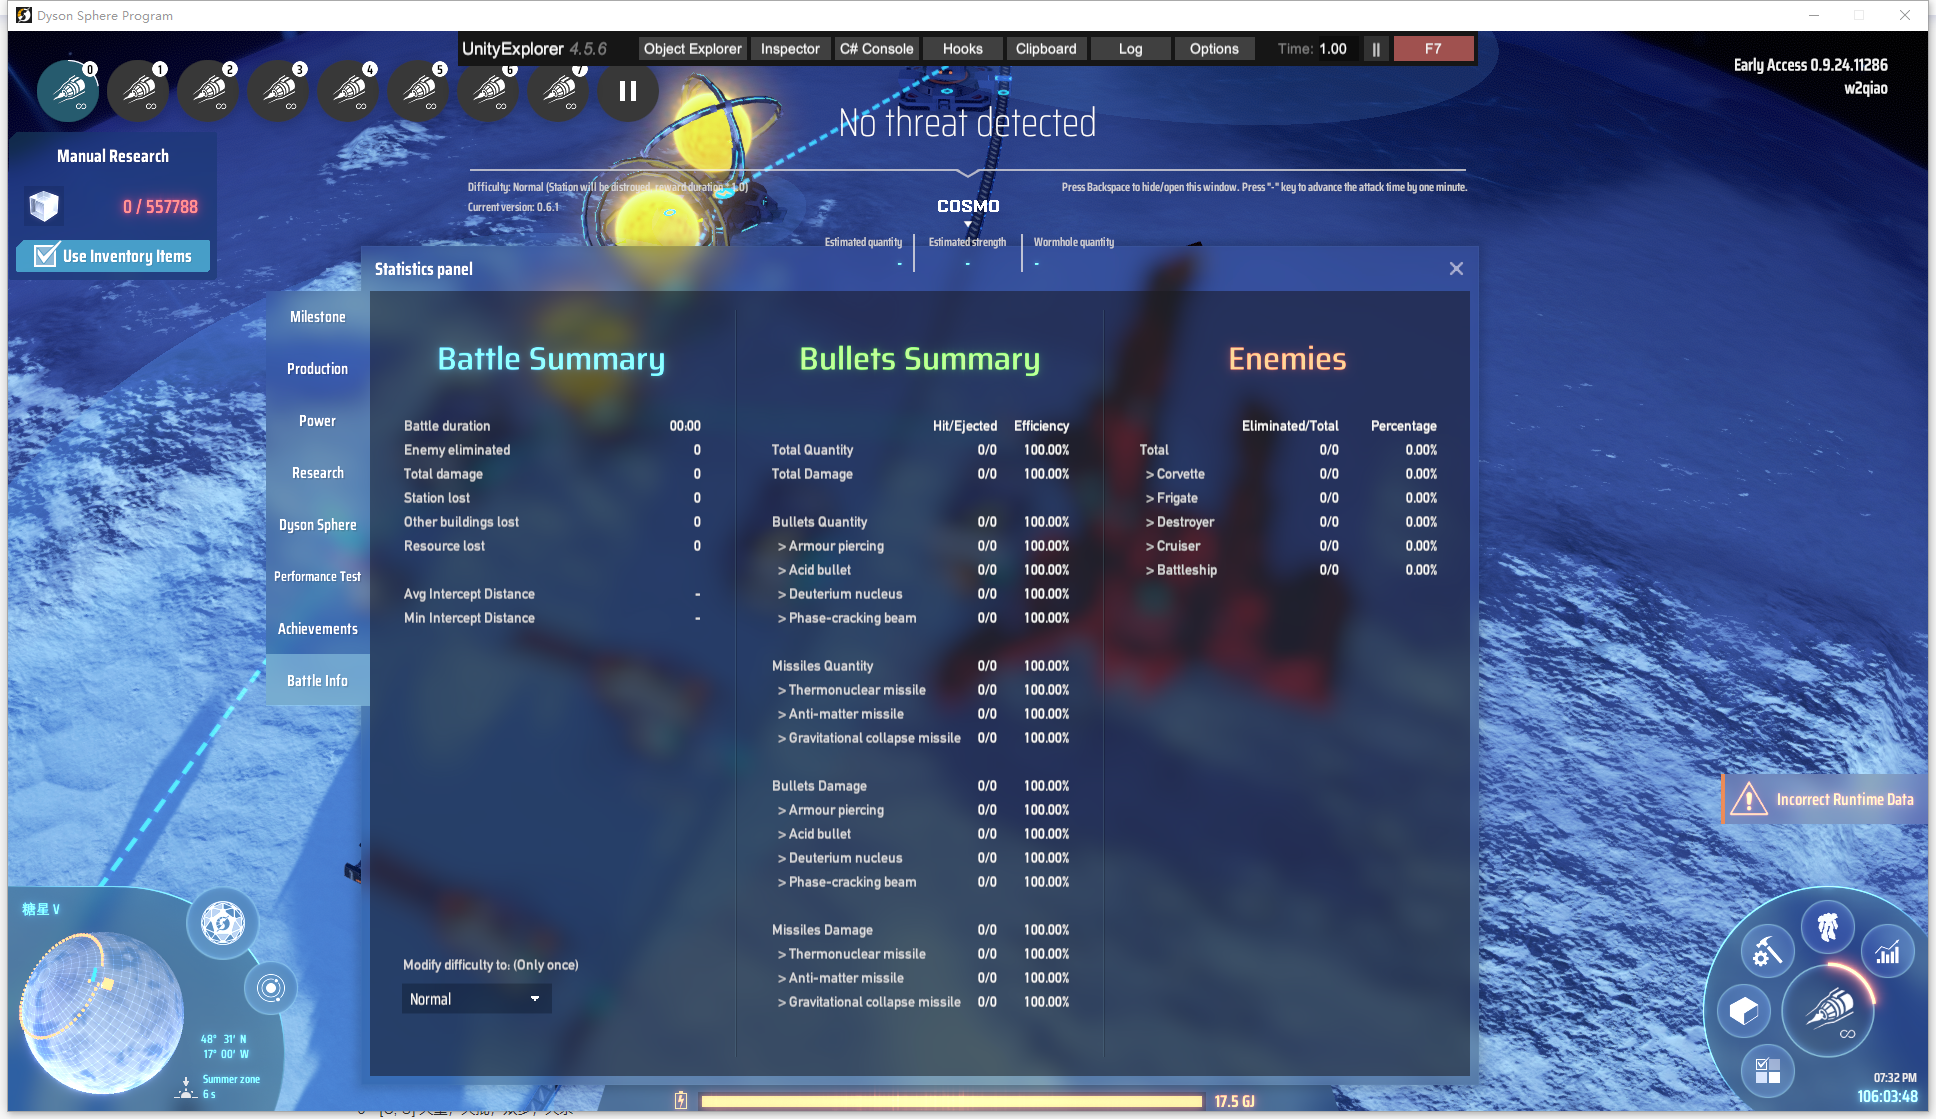 Dyson Sphere Program
UnityExplorer 4.5.6
Object Explorer
Inspector
C# Console
Hooks
Clipboard
Log
Options
Time: 1.00
||
F7
0
1
2
3
4
5
6
7
Early Access 0.9.24.11286
w2qiao
No threat detected
Difficulty: Normal (Station will be distroyed, reward duration * 1.0)
Current version: 0.6.1
Press Backspace to hide/open this window. Press "-" key to advance the attack time by one minute.
COSMO
Estimated quantity
-
Estimated strength
-
Wormhole quantity
-
Manual Research
0 / 557788
Use Inventory Items
Statistics panel
Milestone
Production
Power
Research
Dyson Sphere
Performance Test
Achievements
Battle Info
Battle Summary
Battle duration 00:00
Enemy eliminated 0
Total damage 0
Station lost 0
Other buildings lost 0
Resource lost 0
Avg Intercept Distance -
Min Intercept Distance -
Modify difficulty to: (Only once)
Normal
Bullets Summary
Hit/Ejected Efficiency
Total Quantity 0/0 100.00%
Total Damage 0/0 100.00%
Bullets Quantity 0/0 100.00%
> Armour piercing 0/0 100.00%
> Acid bullet 0/0 100.00%
> Deuterium nucleus 0/0 100.00%
> Phase-cracking beam 0/0 100.00%
Missiles Quantity 0/0 100.00%
> Thermonuclear missile 0/0 100.00%
> Anti-matter missile 0/0 100.00%
> Gravitational collapse missile 0/0 100.00%
Bullets Damage 0/0 100.00%
> Armour piercing 0/0 100.00%
> Acid bullet 0/0 100.00%
> Deuterium nucleus 0/0 100.00%
> Phase-cracking beam 0/0 100.00%
Missiles Damage 0/0 100.00%
> Thermonuclear missile 0/0 100.00%
> Anti-matter missile 0/0 100.00%
> Gravitational collapse missile 0/0 100.00%
Enemies
Eliminated/Total Percentage
Total 0/0 0.00%
> Corvette 0/0 0.00%
> Frigate 0/0 0.00%
> Destroyer 0/0 0.00%
> Cruiser 0/0 0.00%
> Battleship 0/0 0.00%
Incorrect Runtime Data
糖星 V
48° 31' N
17° 00' W
Summer zone
6 s
17.5 GJ
07:32 PM
106:03:48